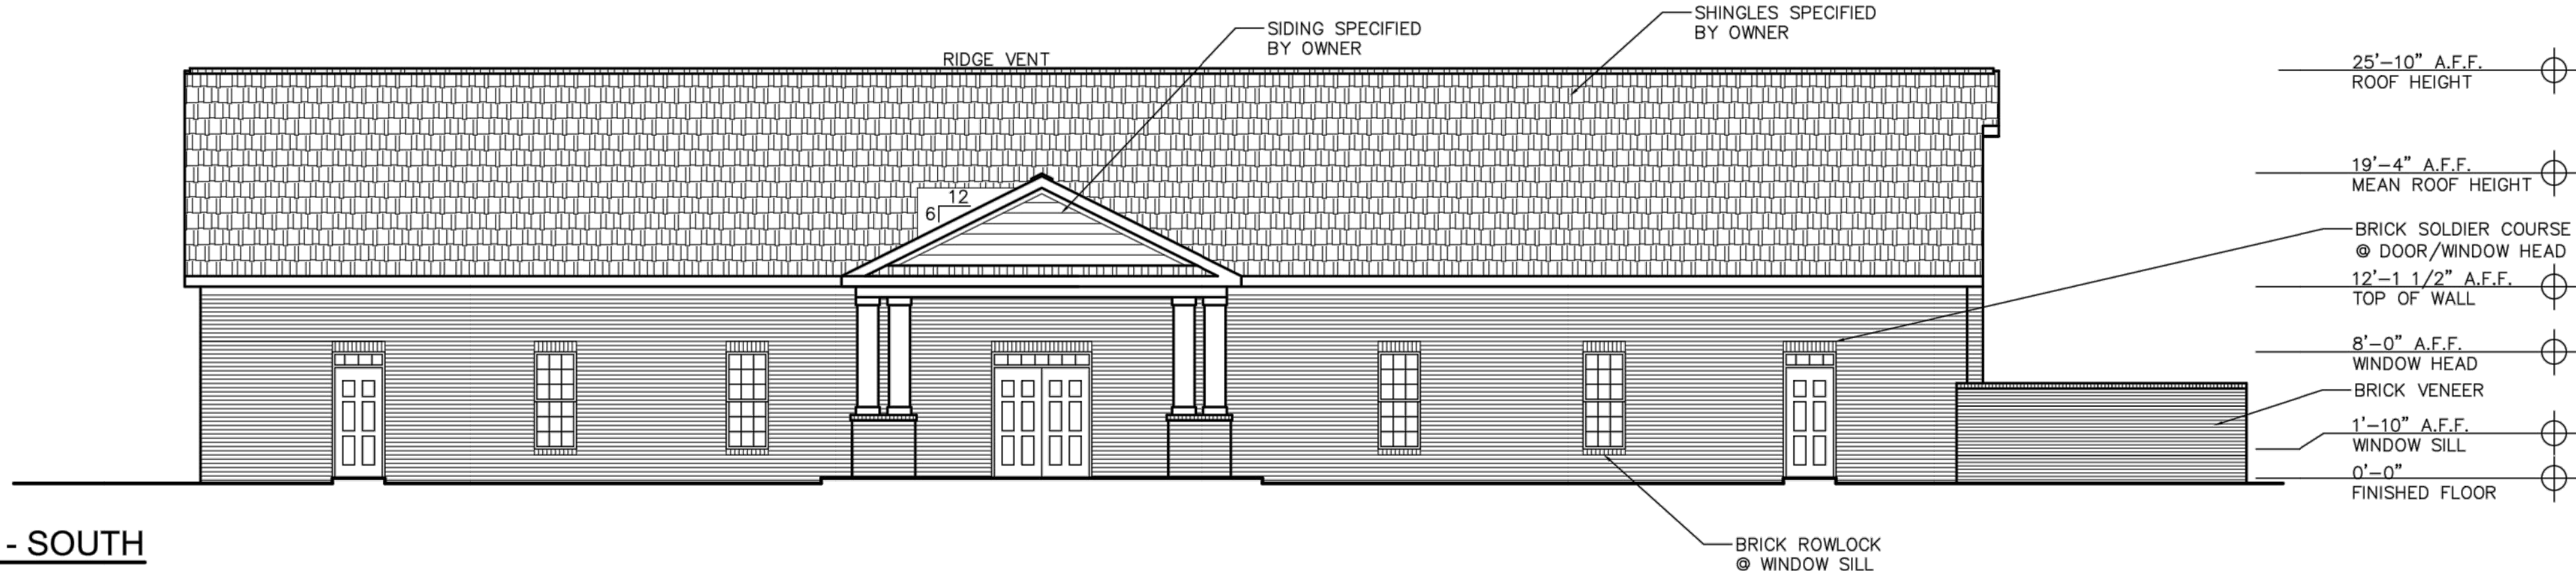 SIDING SPECIFIED
BY OWNER
SHINGLES SPECIFIED
BY OWNER
RIDGE VENT
12
6
25'-10" A.F.F.
ROOF HEIGHT
19'-4" A.F.F.
MEAN ROOF HEIGHT
BRICK SOLDIER COURSE
@ DOOR/WINDOW HEAD
12'-1 1/2" A.F.F.
TOP OF WALL
8'-0" A.F.F.
WINDOW HEAD
BRICK VENEER
1'-10" A.F.F.
WINDOW SILL
0'-0"
FINISHED FLOOR
BRICK ROWLOCK
@ WINDOW SILL
- SOUTH